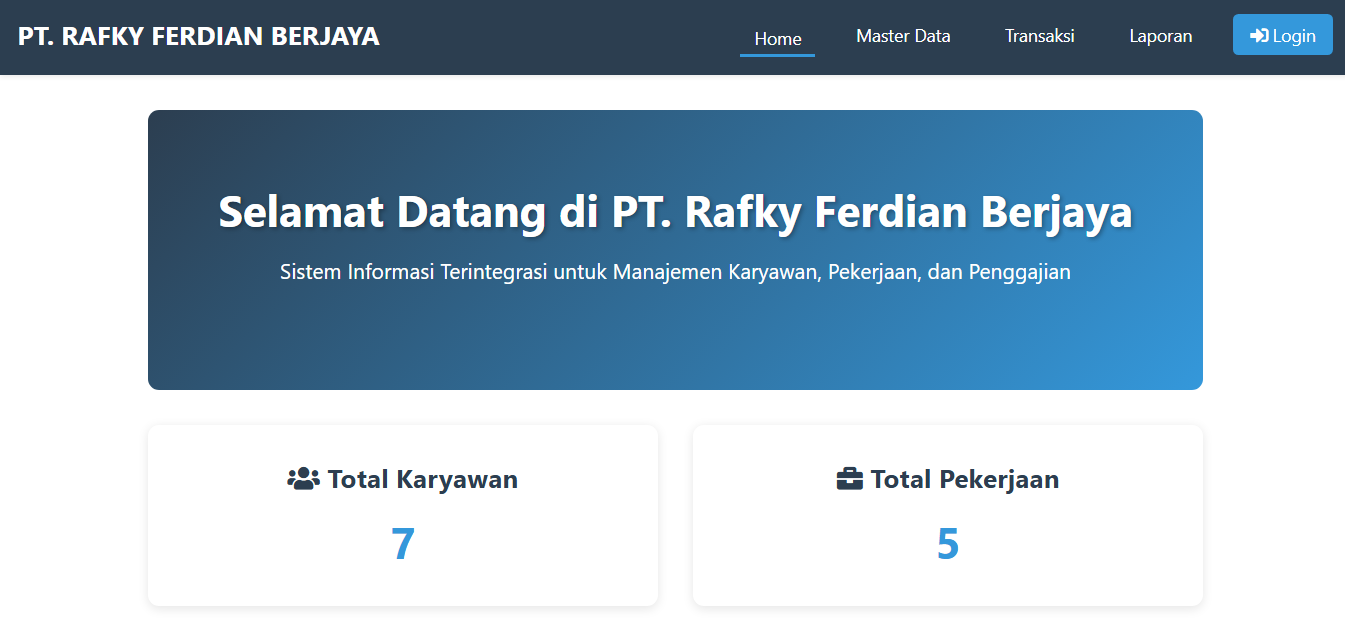 PT. RAFKY FERDIAN BERJAYA
Home Master Data Transaksi Laporan Login
Selamat Datang di PT. Rafky Ferdian Berjaya
Sistem Informasi Terintegrasi untuk Manajemen Karyawan, Pekerjaan, dan Penggajian
Total Karyawan
7
Total Pekerjaan
5